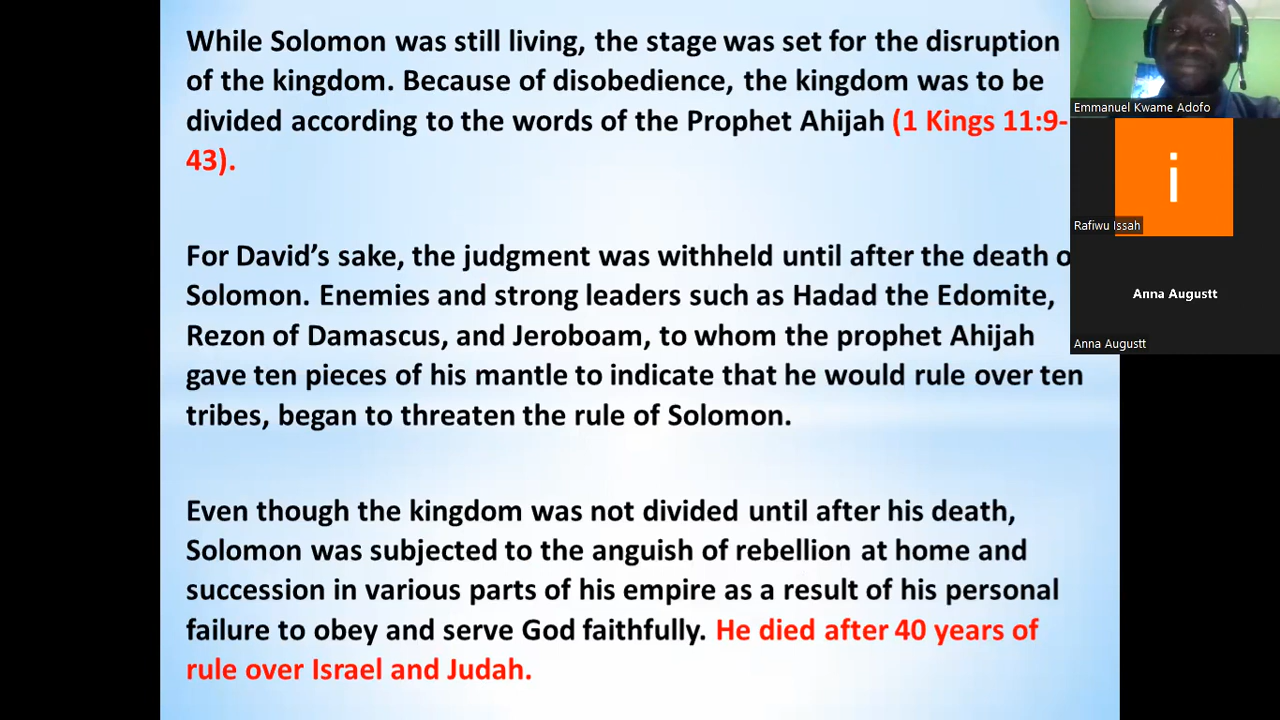 While Solomon was still living, the stage was set for the disruption
of the kingdom. Because of disobedience, the kingdom was to be
divided according to the words of the Prophet Ahijah (1 Kings 11:9-
43).
For David's sake, the judgment was withheld until after the death o
Solomon. Enemies and strong leaders such as Hadad the Edomite,
Rezon of Damascus, and Jeroboam, to whom the prophet Ahijah
gave ten pieces of his mantle to indicate that he would rule over ten
tribes, began to threaten the rule of Solomon.
Even though the kingdom was not divided until after his death,
Solomon was subjected to the anguish of rebellion at home and
succession in various parts of his empire as a result of his personal
failure to obey and serve God faithfully. He died after 40 years of
rule over Israel and Judah.
Emmanuel Kwame Adofo
i
Rafiwu Issah
Anna Augustt
Anna Augustt